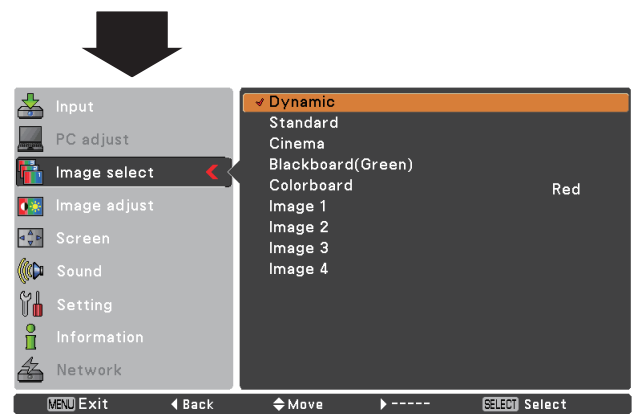 Input
PC adjust
Image select
Image adjust
Screen
Sound
Setting
Information
Network
Dynamic
Standard
Cinema
Blackboard(Green)
Colorboard Red
Image 1
Image 2
Image 3
Image 4
MENU Exit Back Move ----- SELECT Select